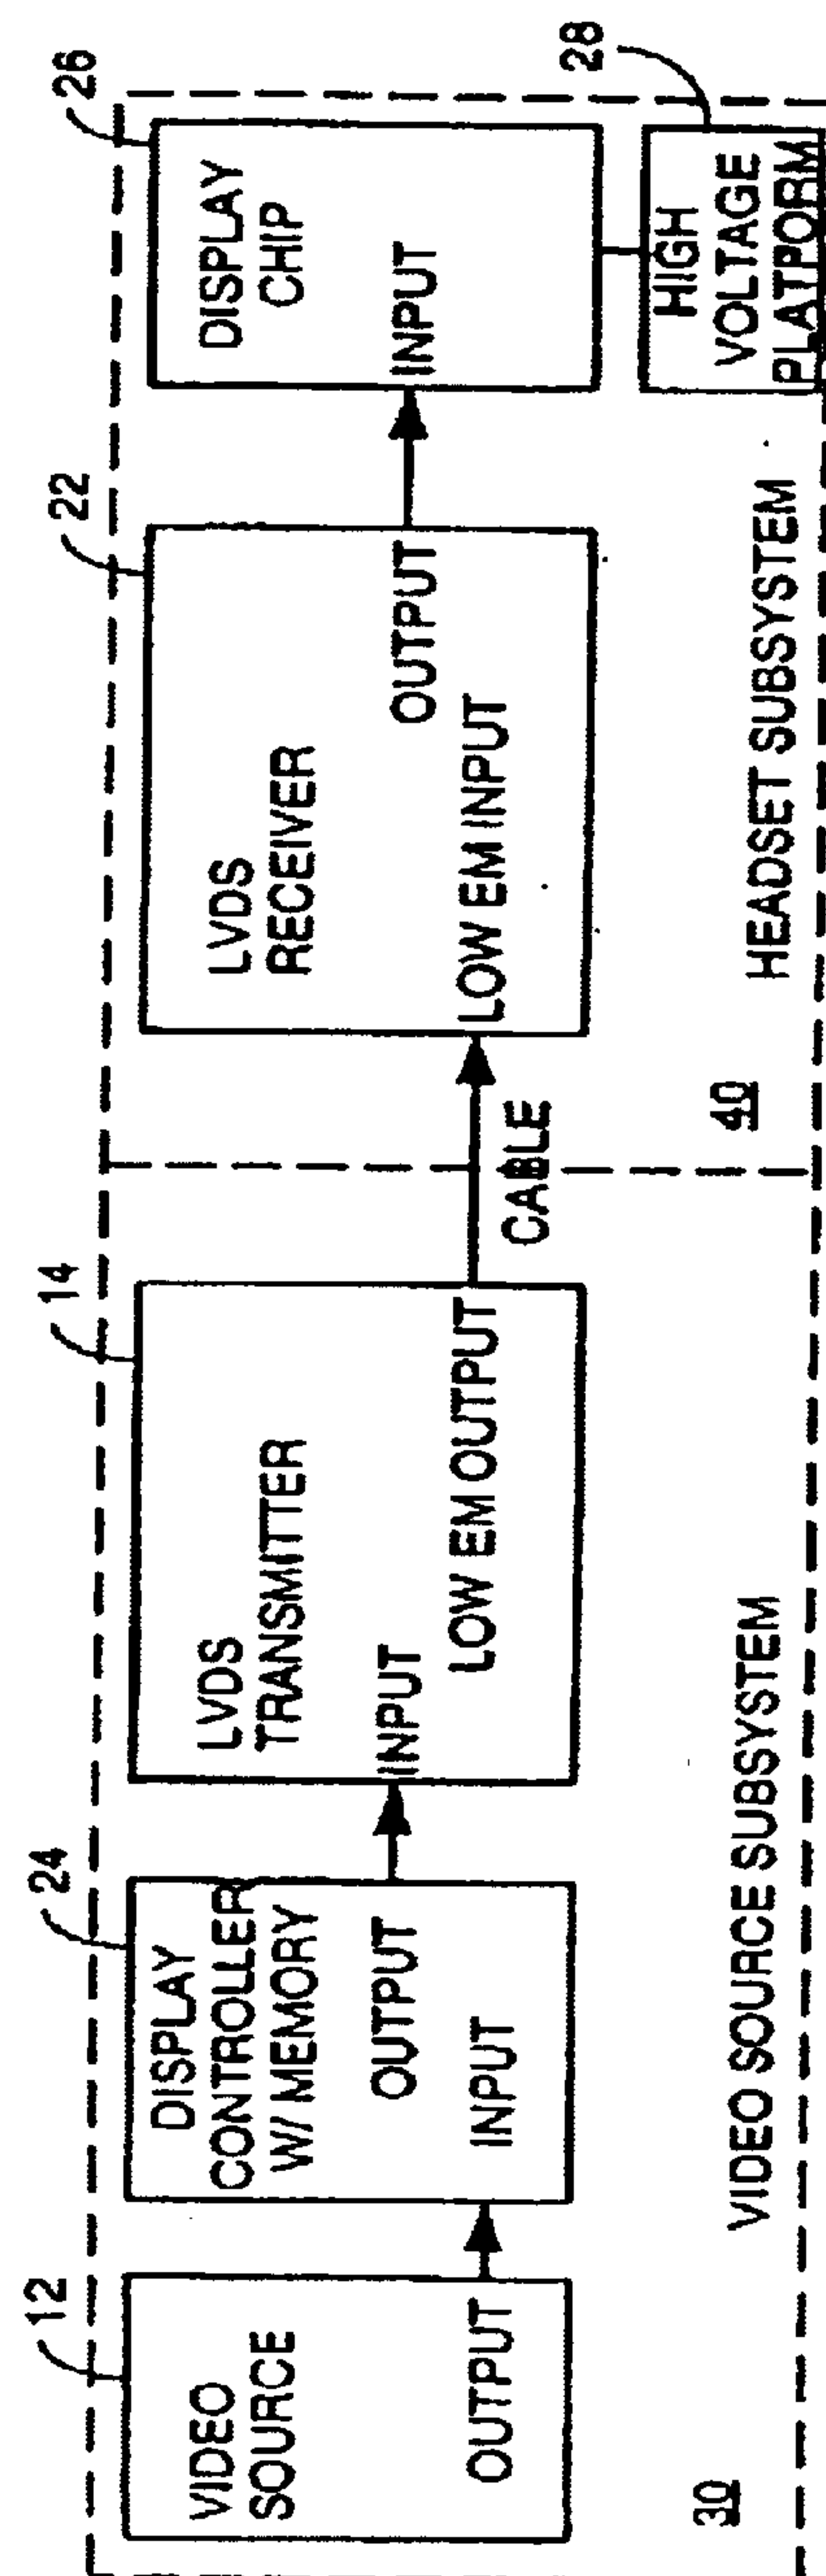 12
VIDEO
SOURCE
OUTPUT
24
DISPLAY
CONTROLLER
W/ MEMORY
OUTPUT
INPUT
14
LVDS
TRANSMITTER
INPUT
LOW EM OUTPUT
CABLE
22
LVDS
RECEIVER
OUTPUT
LOW EM INPUT
26
DISPLAY
CHIP
INPUT
28
HIGH
VOLTAGE
PLATPORM
30
VIDEO SOURCE SUBSYSTEM
40
HEADSET SUBSYSTEM